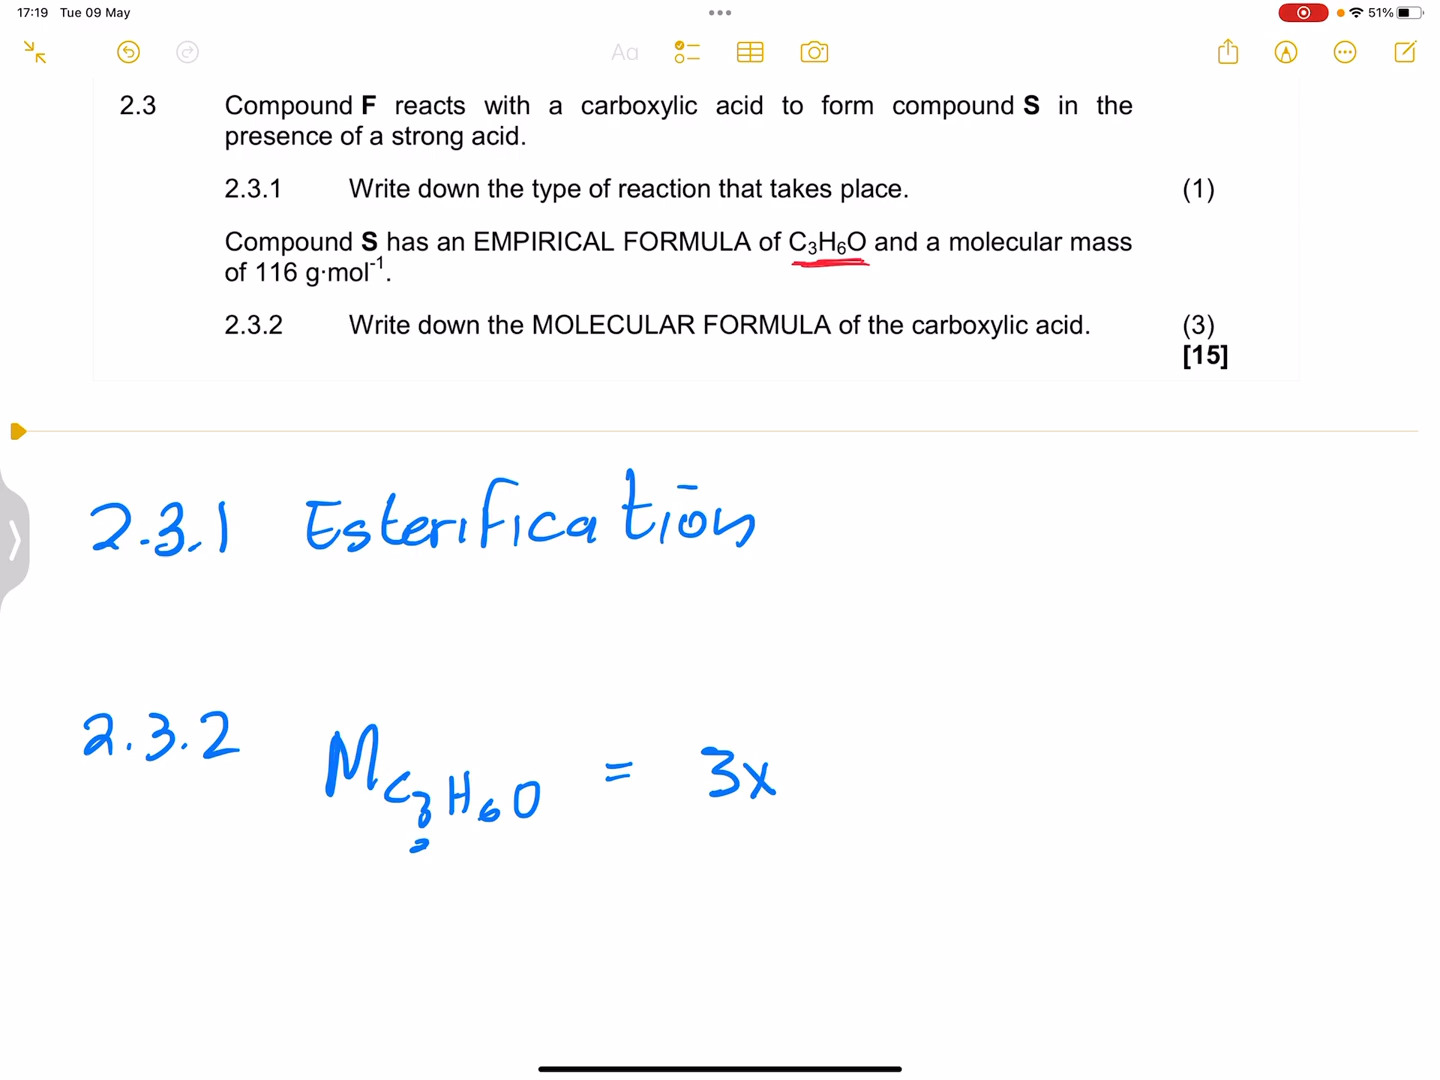 17:19 Tue 09 May
51%
Aa
2.3 Compound F reacts with a carboxylic acid to form compound S in the
presence of a strong acid.
2.3.1 Write down the type of reaction that takes place. (1)
Compound S has an EMPIRICAL FORMULA of C₃H₆O and a molecular mass
of 116 g·mol⁻¹.
2.3.2 Write down the MOLECULAR FORMULA of the carboxylic acid. (3)
[15]
2.3.1 Esterification
2.3.2 M C₃H₆O = 3x